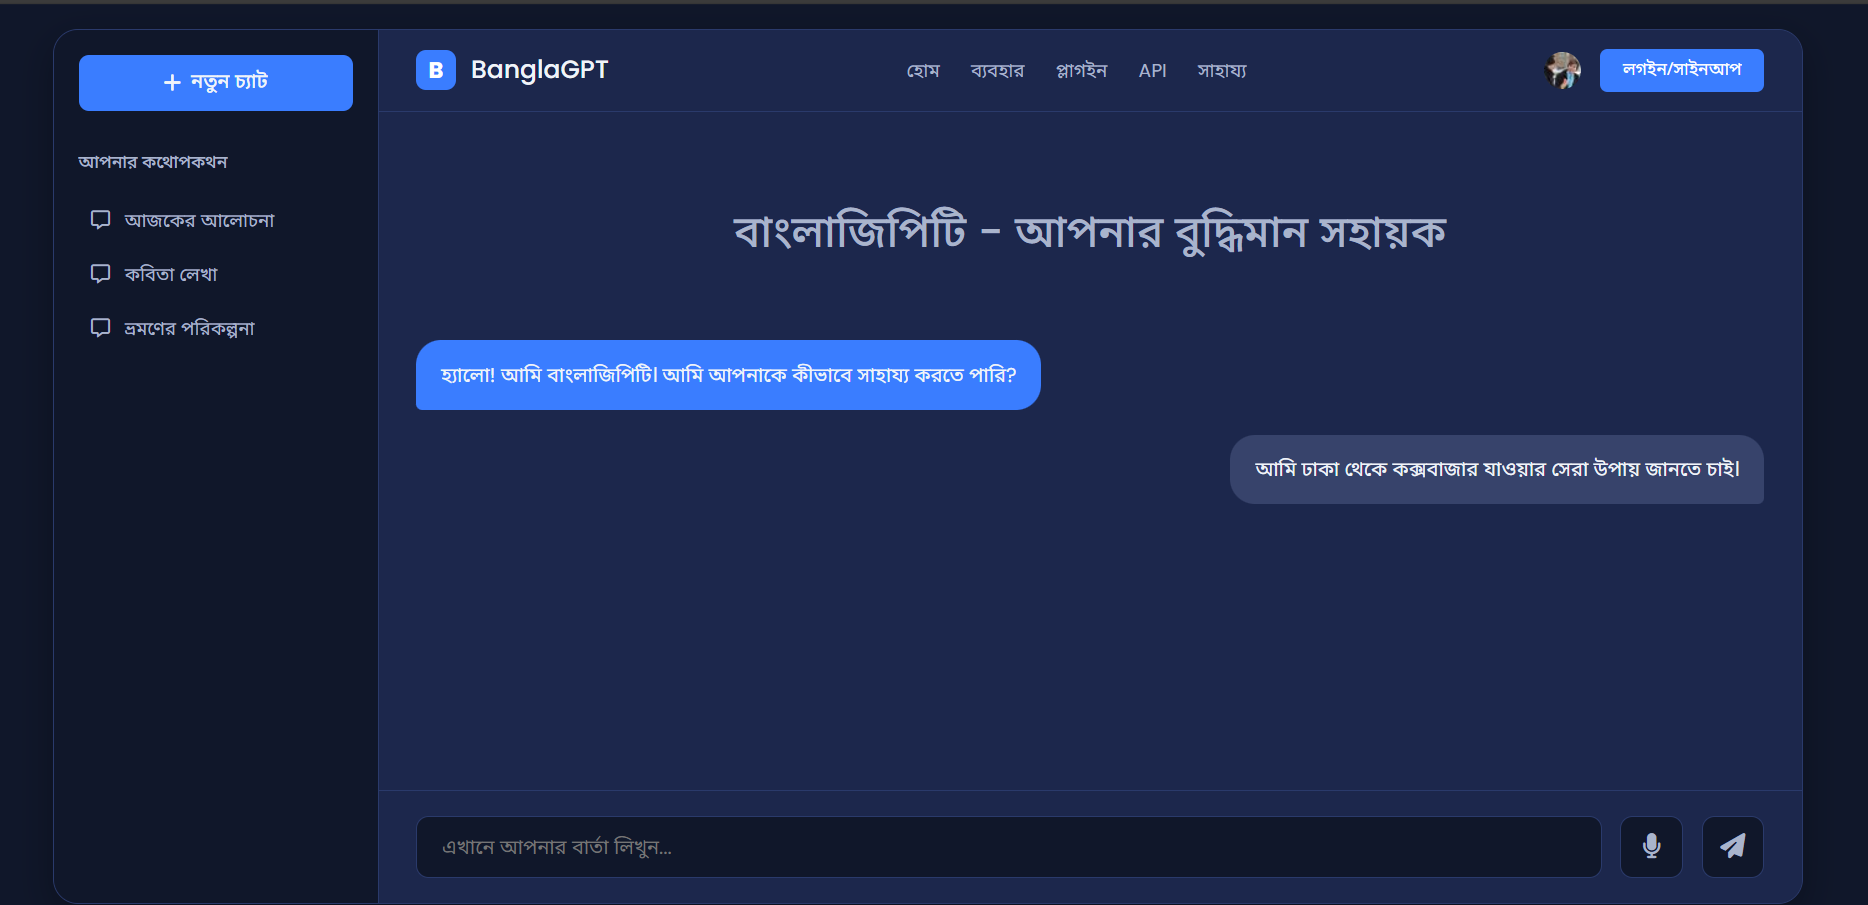 + নতুন চ্যাট
আপনার কথোপকথন
আজকের আলোচনা
কবিতা লেখা
ভ্রমণের পরিকল্পনা
B BanglaGPT
হোম ব্যবহার প্লাগইন API সাহায্য
লগইন/সাইনআপ
বাংলাজিপিটি - আপনার বুদ্ধিমান সহায়ক
হ্যালো! আমি বাংলাজিপিটি। আমি আপনাকে কীভাবে সাহায্য করতে পারি?
আমি ঢাকা থেকে কক্সবাজার যাওয়ার সেরা উপায় জানতে চাই।
এখানে আপনার বার্তা লিখুন...